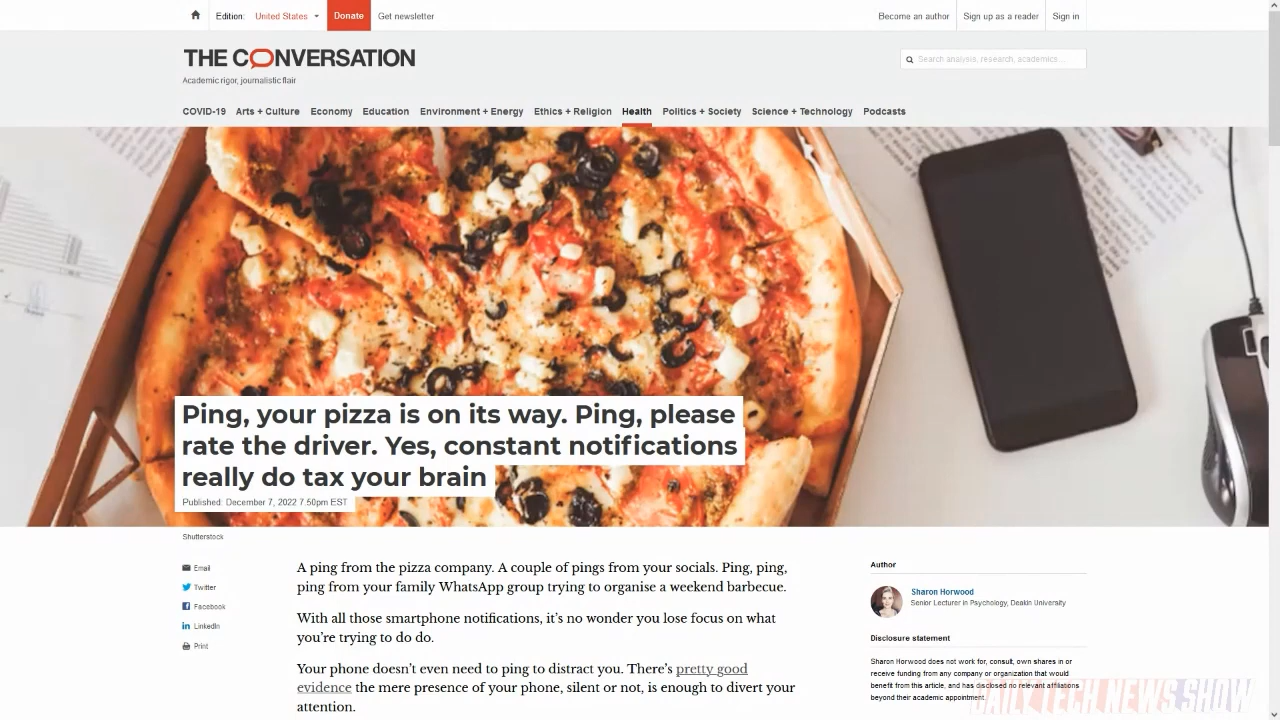 Edition: United States Donate Get newsletter Become an author Sign up as a reader Sign in
THE CONVERSATION
Academic rigor, journalistic flair
Search analysis, research, academics…
COVID-19 Arts + Culture Economy Education Environment + Energy Ethics + Religion Health Politics + Society Science + Technology Podcasts
Ping, your pizza is on its way. Ping, please
rate the driver. Yes, constant notifications
really do tax your brain
Published: December 7, 2022 7.50pm EST
Shutterstock
Email
Twitter
Facebook
LinkedIn
Print
A ping from the pizza company. A couple of pings from your socials. Ping, ping,
ping from your family WhatsApp group trying to organise a weekend barbecue.
With all those smartphone notifications, it's no wonder you lose focus on what
you're trying to do do.
Your phone doesn't even need to ping to distract you. There's pretty good
evidence the mere presence of your phone, silent or not, is enough to divert your
attention.
Author
Sharon Horwood
Senior Lecturer in Psychology, Deakin University
Disclosure statement
Sharon Horwood does not work for, consult, own shares in or
receive funding from any company or organization that would
benefit from this article, and has disclosed no relevant affiliations
beyond their academic appointment.
DAILY TECH NEWS SHOW